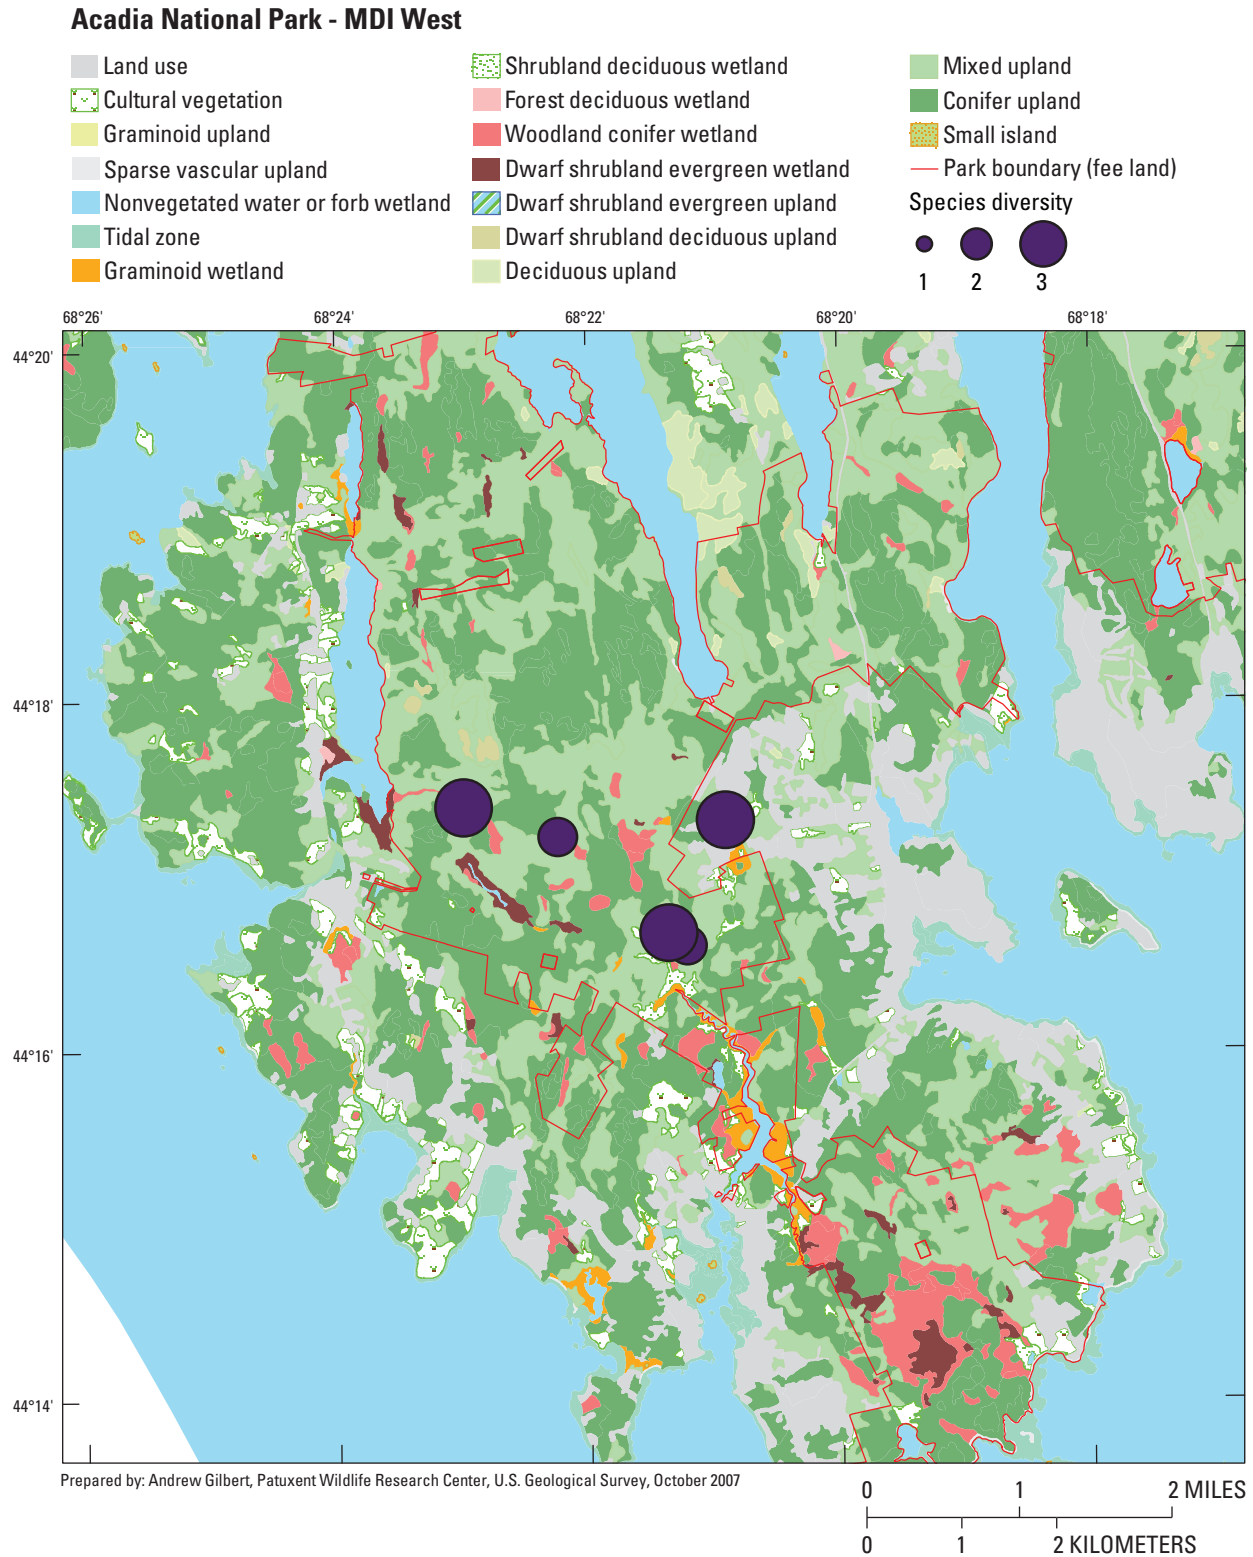 Acadia National Park - MDI West
Land use
Cultural vegetation
Graminoid upland
Sparse vascular upland
Nonvegetated water or forb wetland
Tidal zone
Graminoid wetland
Shrubland deciduous wetland
Forest deciduous wetland
Woodland conifer wetland
Dwarf shrubland evergreen wetland
Dwarf shrubland evergreen upland
Dwarf shrubland deciduous upland
Deciduous upland
Mixed upland
Conifer upland
Small island
Park boundary (fee land)
Species diversity
1 2 3
68°26' 68°24' 68°22' 68°20' 68°18'
44°20'
44°18'
44°16'
44°14'
Prepared by: Andrew Gilbert, Patuxent Wildlife Research Center, U.S. Geological Survey, October 2007
0 1 2 MILES
0 1 2 KILOMETERS